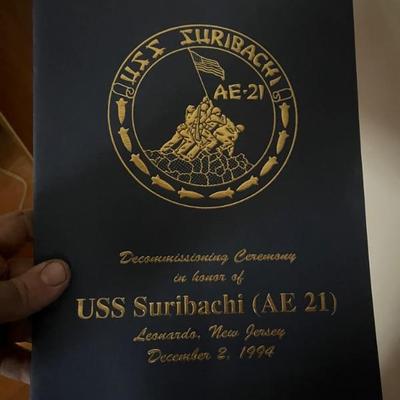 USS SURIBACHI
AE-21
Decommissioning Ceremony
in honor of
USS Suribachi (AE 21)
Leonardo, New Jersey
December 2, 1994